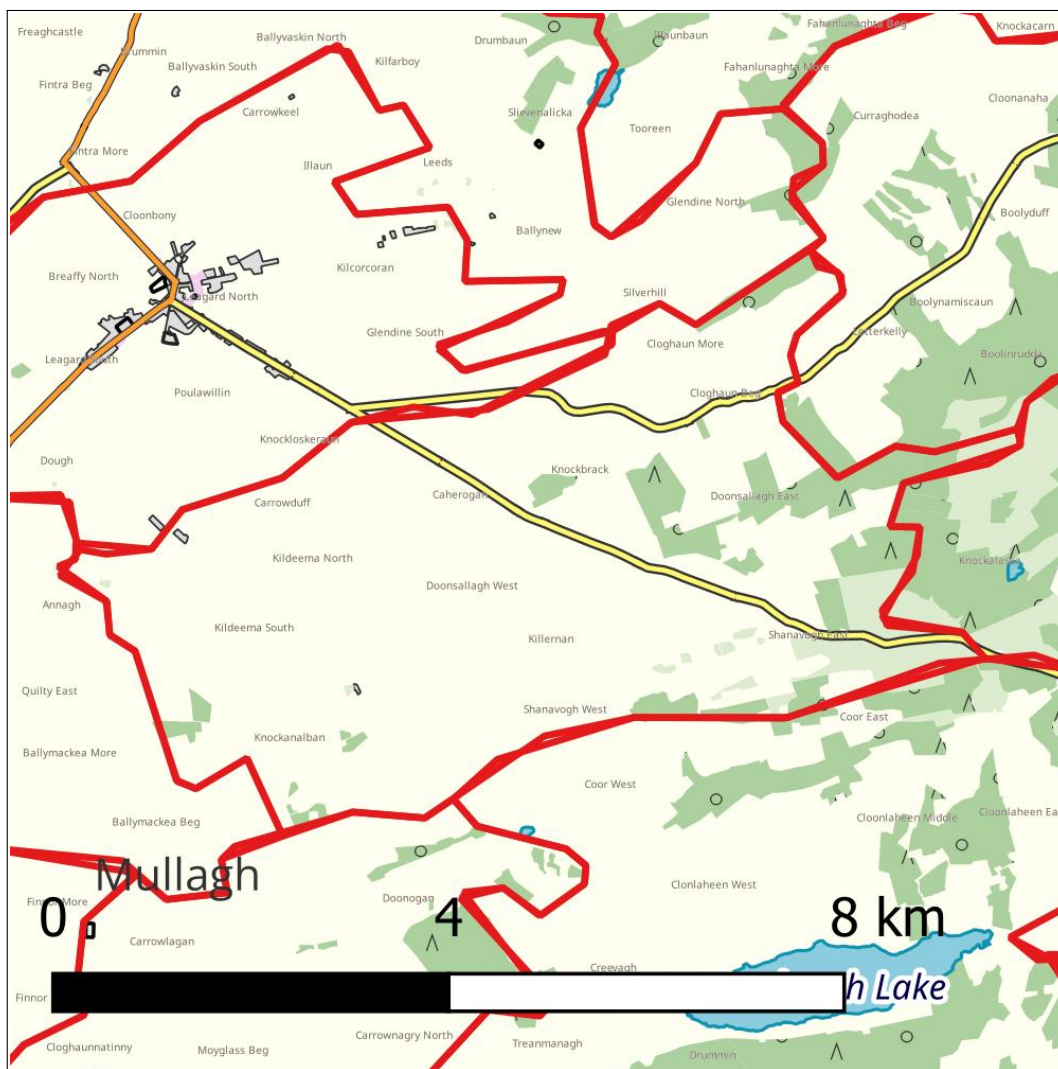 Freaghcastle
Ballyvaskin North
Drumbaun
Illaunbaun
Fahanlunaghta Beg
Knockacarn
Drummin
Ballyvaskin South
Kilfarboy
Fahanlunaghta More
Fintra Beg
Carrowkeel
Slievenalicka
Tooreen
Curraghodea
Cloonanaha
Fintra More
Illaun
Leeds
Cloonbony
Ballynew
Glendine North
Boolyduff
Breaffy North
Kilcorcoran
Leagard North
Silverhill
Boolynamiscaun
Glendine South
Cloghaun More
Letterkelly
Leagard South
Boolinrudda
Poulawillin
Cloghaun Beg
Knockloskeraun
Dough
Knockbrack
Carrowduff
Caherogan
Doonsallagh East
Kildeema North
Doonsallagh West
Knockalassa
Annagh
Kildeema South
Killernan
Shanavogh East
Quilty East
Shanavogh West
Coor East
Knockanalban
Ballymackea More
Coor West
Ballymackea Beg
Cloonlaheen Middle
Cloonlaheen Ea
Mullagh
Clonlaheen West
Finnor More
Doonogan
0
4
8 km
Carrowlagan
Creevagh
Finnor
h Lake
Carrownagry North
Cloghaunnatinny
Moyglass Beg
Treanmanagh
Drummin